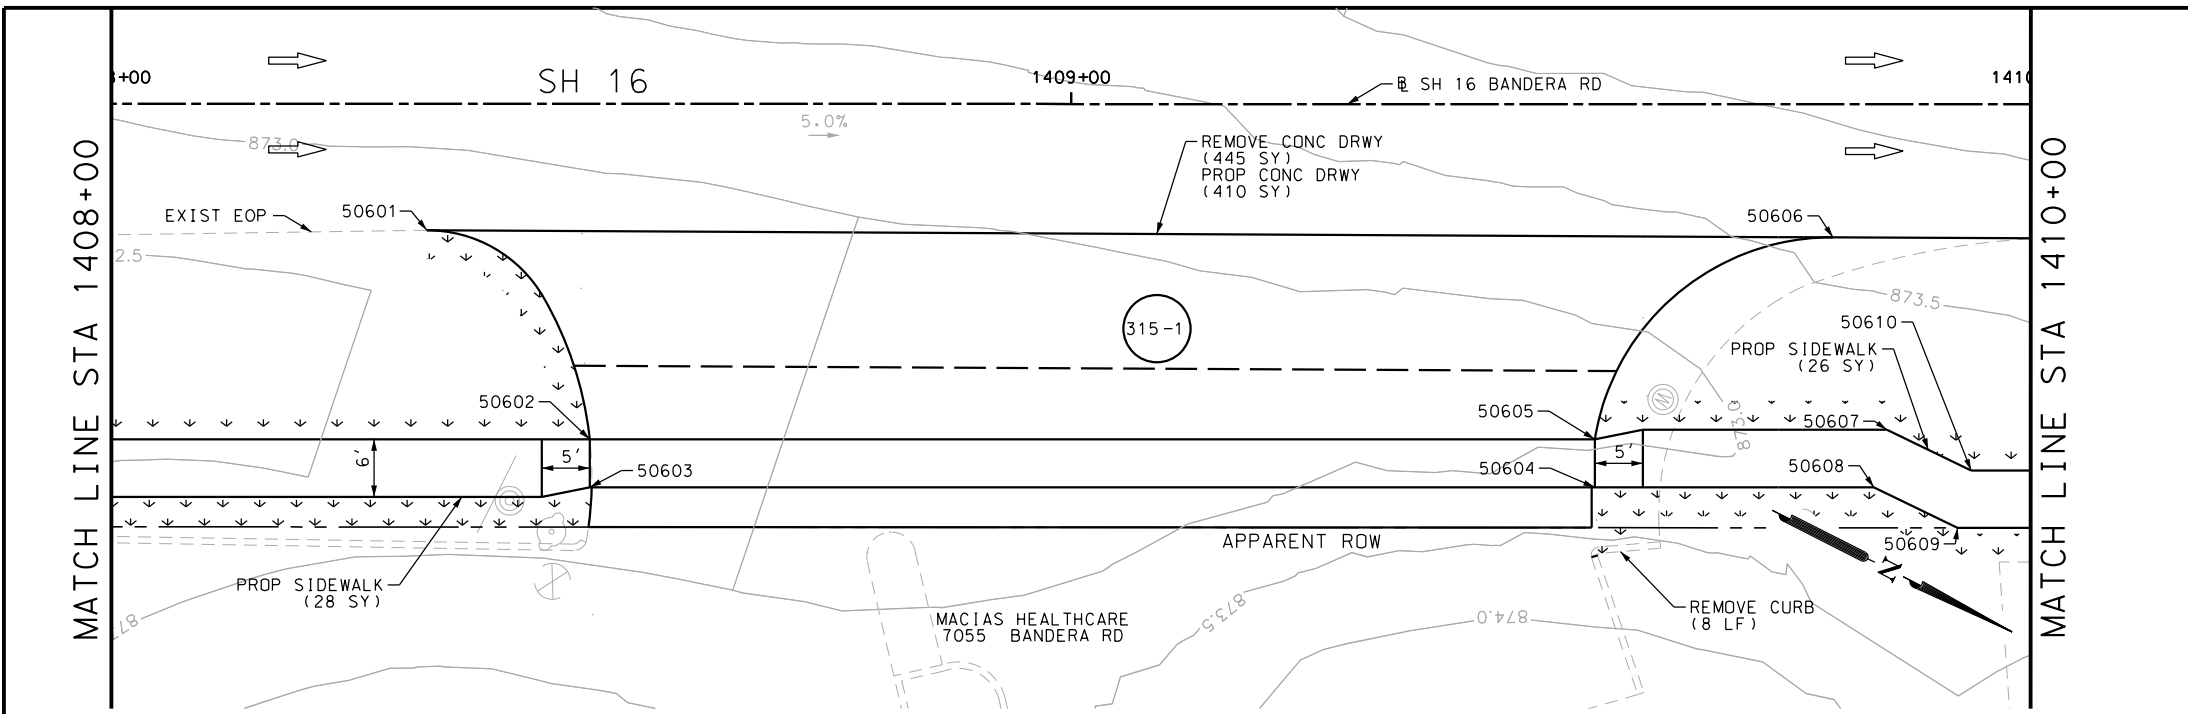 MATCH LINE STA 1408+00
+00
SH 16
1409+00
℄ SH 16 BANDERA RD
1410
5.0%
873.0
REMOVE CONC DRWY
(445 SY)
PROP CONC DRWY
(410 SY)
EXIST EOP
50601
50606
2.5
873.5
315-1
50610
PROP SIDEWALK
(26 SY)
50602
50605
50607
873.0
6'
5'
50603
50604
5'
50608
APPARENT ROW
50609
N
PROP SIDEWALK
(28 SY)
MACIAS HEALTHCARE
7055 BANDERA RD
873.5
874.0
REMOVE CURB
(8 LF)
W
MATCH LINE STA 1410+00